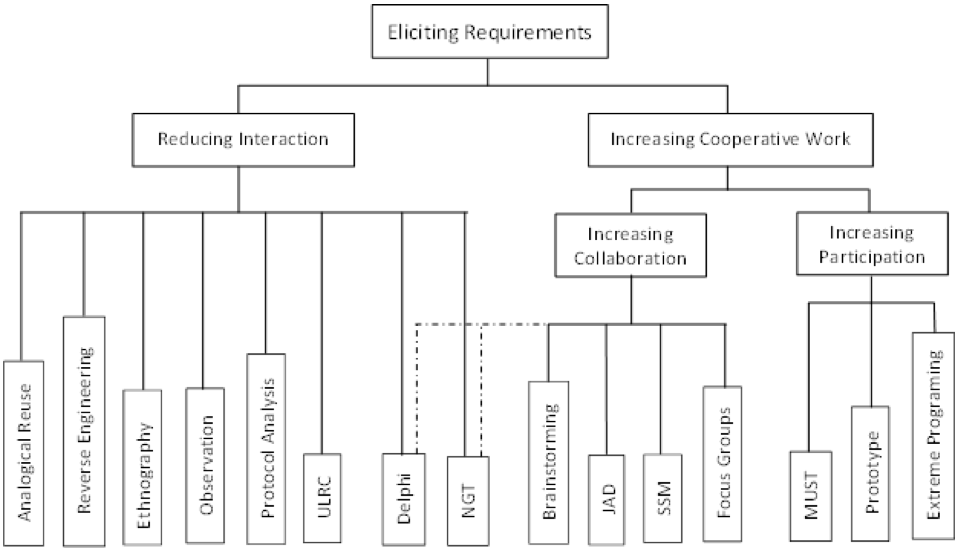 Eliciting Requirements
Reducing Interaction
Increasing Cooperative Work
Increasing
Collaboration
Increasing
Participation
Analogical Reuse
Reverse Engineering
Ethnography
Observation
Protocol Analysis
ULRC
Delphi
NGT
Brainstorming
JAD
SSM
Focus Groups
MUST
Prototype
Extreme Programing